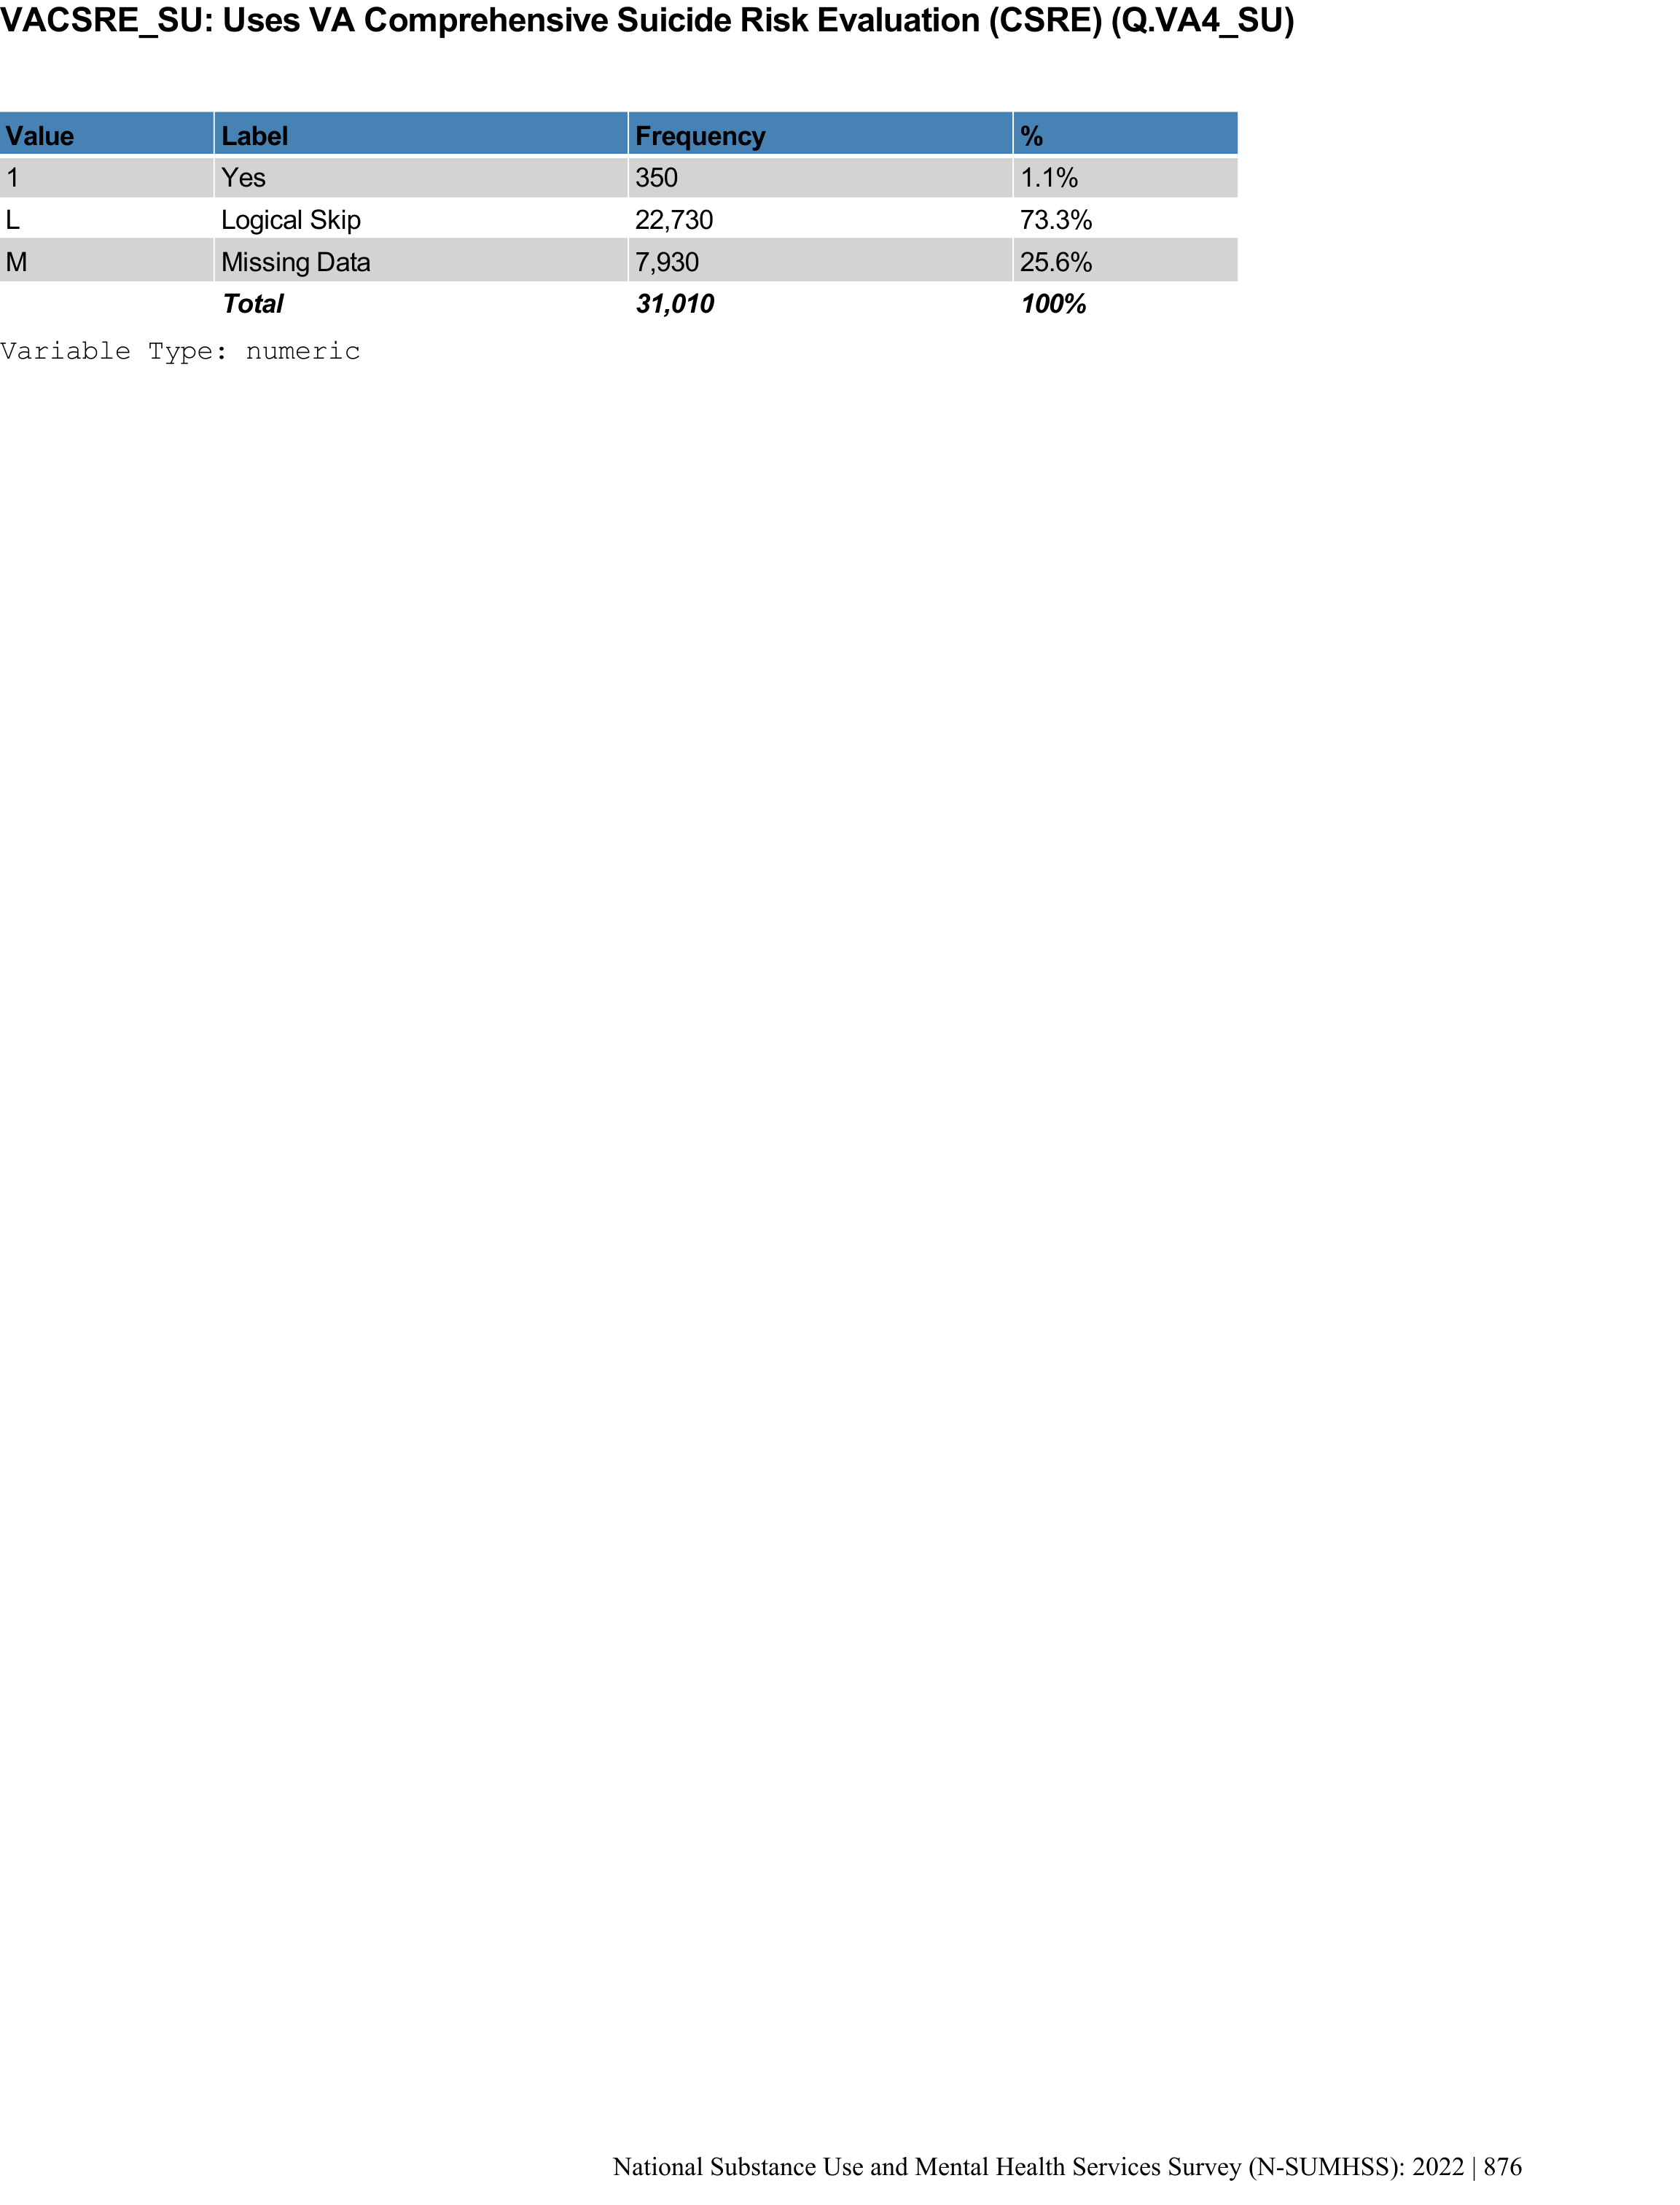 VACSRE_SU: Uses VA Comprehensive Suicide Risk Evaluation (CSRE) (Q.VA4_SU)
Value Label Frequency %
1 Yes 350 1.1%
L Logical Skip 22,730 73.3%
M Missing Data 7,930 25.6%
Total 31,010 100%
Variable Type: numeric
National Substance Use and Mental Health Services Survey (N-SUMHSS): 2022 | 876